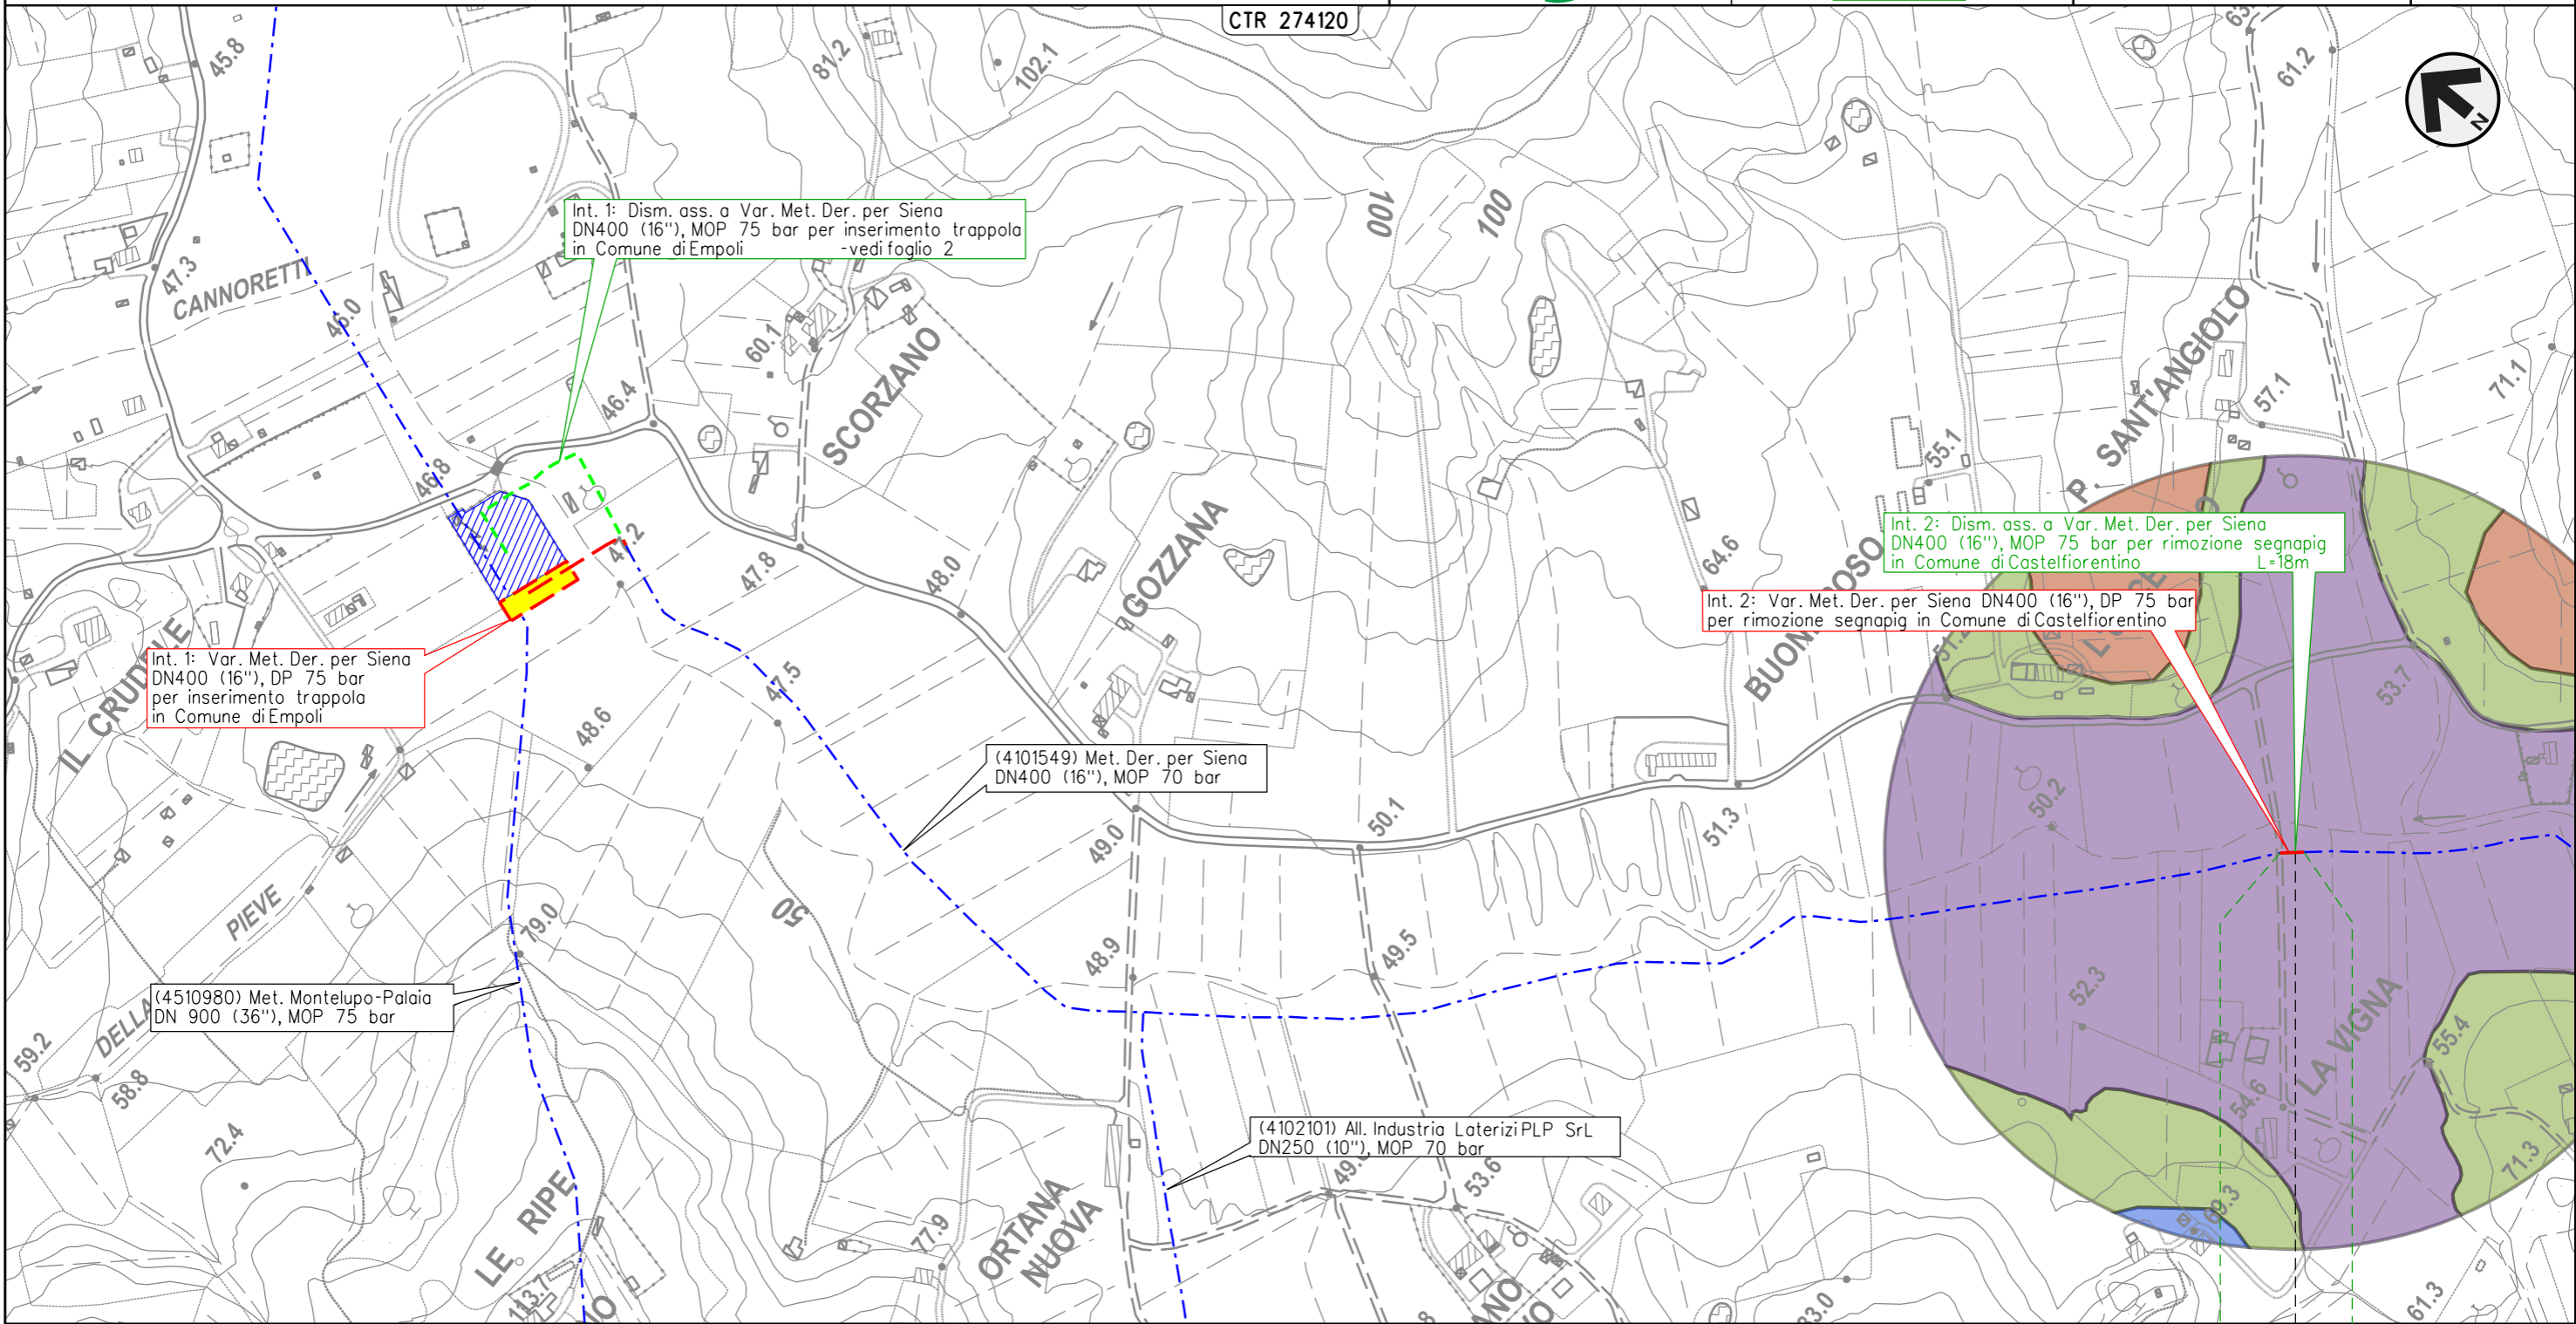 CTR 274120
45.8
81.2
102.1
61.2
N
Int. 1: Dism. ass. a Var. Met. Der. per Siena
DN400 (16"), MOP 75 bar per inserimento trappola
in Comune di Empoli -vedi foglio 2
100
100
47.3
CANNORETTI
46.0
60.1
SCORZANO
46.4
46.8
47.2
47.8
48.0
GOZZANA
64.6
55.1
P. SANT'ANGIOLO
57.1
71.1
Int. 2: Dism. ass. a Var. Met. Der. per Siena
DN400 (16"), MOP 75 bar per rimozione segnapig
in Comune di Castelfiorentino L=18m
Int. 2: Var. Met. Der. per Siena DN400 (16"), DP 75 bar
per rimozione segnapig in Comune di Castelfiorentino
53.7
IL CRUDELE
Int. 1: Var. Met. Der. per Siena
DN400 (16"), DP 75 bar
per inserimento trappola
in Comune di Empoli
47.5
48.6
(4101549) Met. Der. per Siena
DN400 (16"), MOP 70 bar
50.1
49.0
51.3
50.2
50
PIEVE
DELLA
79.0
48.9
49.5
52.3
LA VIGNA
55.4
54.6
(4510980) Met. Montelupo-Palaia
DN 900 (36"), MOP 75 bar
59.2
58.8
72.4
(4102101) All. Industria Laterizi PLP SrL
DN250 (10"), MOP 70 bar
53.6
71.3
69.3
LE RIPE
77.9
ORTANA
NUOVA
113.7
61.3